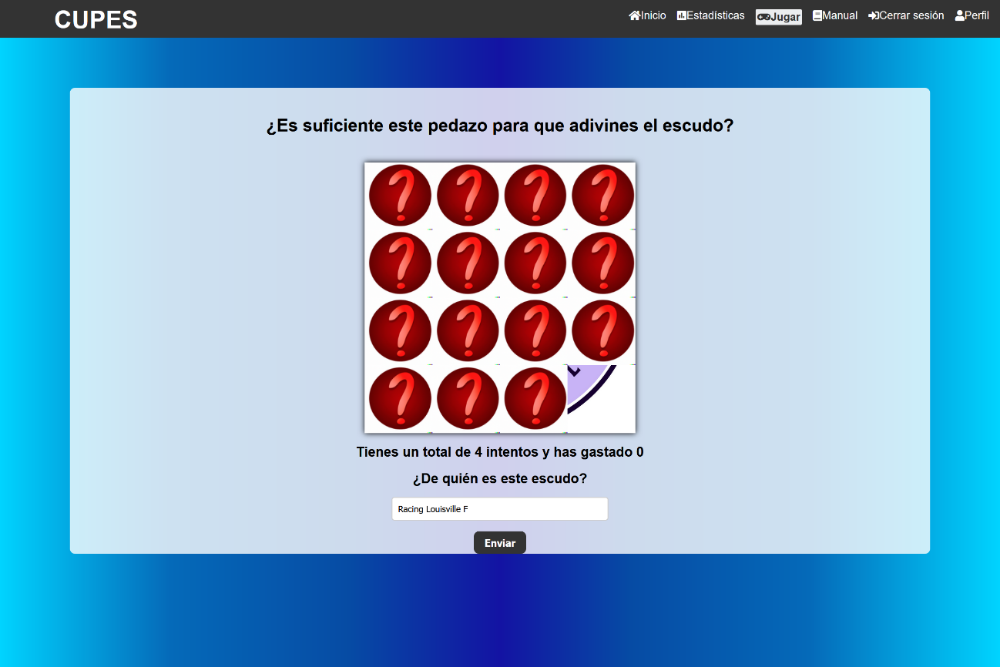 CUPES
Inicio Estadísticas Jugar Manual Cerrar sesión Perfil
¿Es suficiente este pedazo para que adivines el escudo?
? ? ? ?
? ? ? ?
? ? ? ?
? ? ?
Tienes un total de 4 intentos y has gastado 0
¿De quién es este escudo?
Racing Louisville F
Enviar